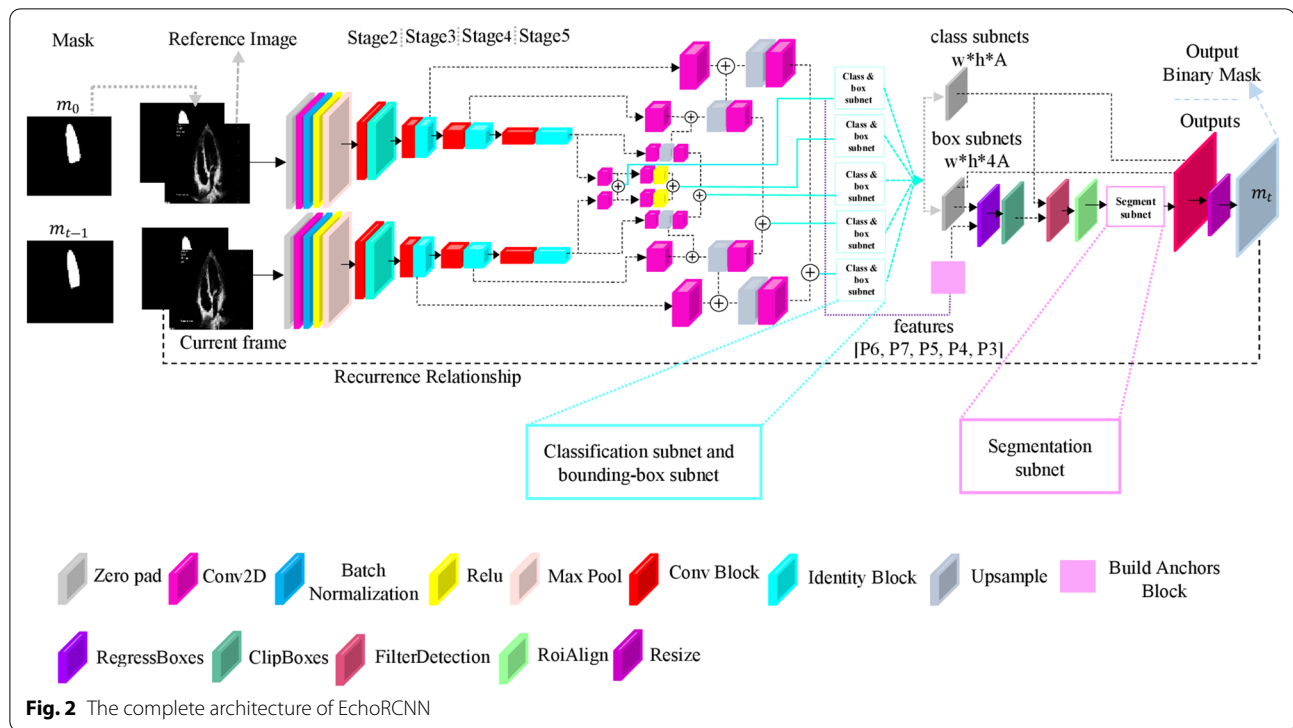 Mask
Reference Image
Stage2 Stage3 Stage4 Stage5
class subnets
w*h*A
Output
Binary Mask
m0
Class &
box
subnet
Class &
box
subnet
Class &
box
subnet
Class &
box
subnet
Class &
box
subnet
box subnets
w*h*4A
Outputs
Segment
subnet
mt
mt−1
Current frame
features
[P6, P7, P5, P4, P3]
Recurrence Relationship
Classification subnet and
bounding-box subnet
Segmentation
subnet
Zero pad
Conv2D
Batch
Normalization
Relu
Max Pool
Conv Block
Identity Block
Upsample
Build Anchors
Block
RegressBoxes
ClipBoxes
FilterDetection
RoiAlign
Resize
Fig. 2 The complete architecture of EchoRCNN